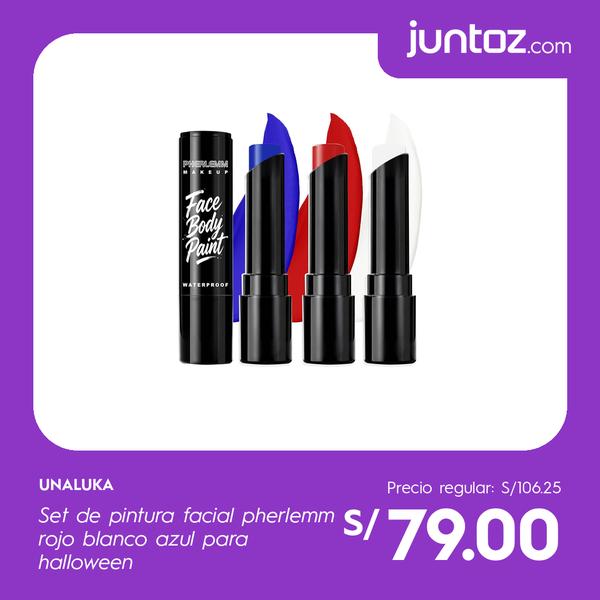 juntoz.com
PHERLEMM
MAKEUP
Face
Body
Paint
WATERPROOF
UNALUKA
Set de pintura facial pherlemm
rojo blanco azul para
halloween
Precio regular: S/106.25
S/79.00